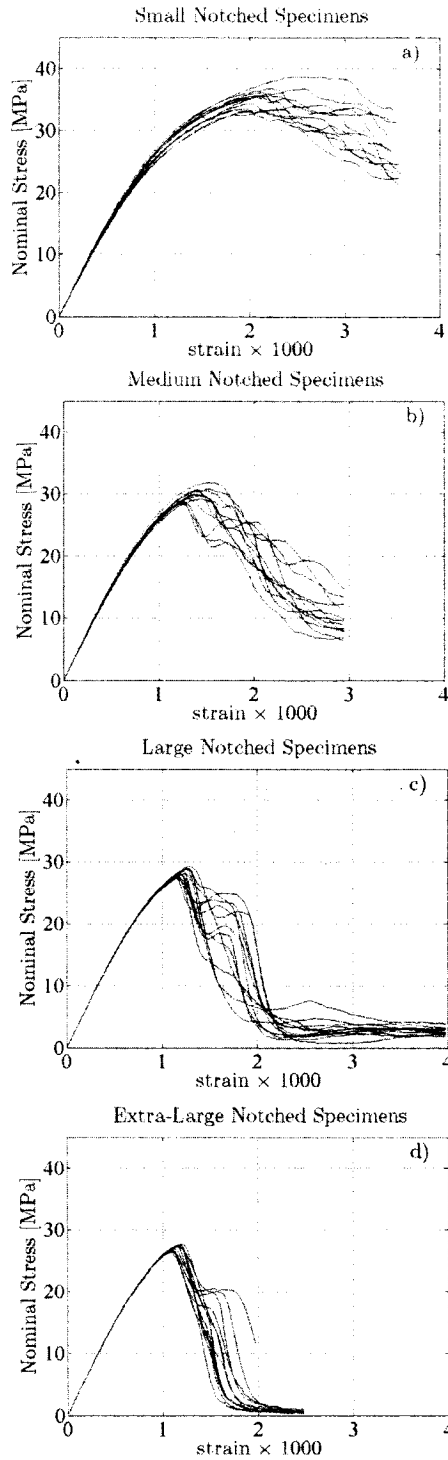 Small Notched Specimens
a)
Nominal Stress [MPa]
40
30
20
10
0
0 1 2 3 4
strain × 1000
Medium Notched Specimens
b)
Nominal Stress [MPa]
40
30
20
10
0
0 1 2 3 4
strain × 1000
Large Notched Specimens
c)
Nominal Stress [MPa]
40
30
20
10
0
0 1 2 3 4
strain × 1000
Extra-Large Notched Specimens
d)
Nominal Stress [MPa]
40
30
20
10
0
0 1 2 3 4
strain × 1000